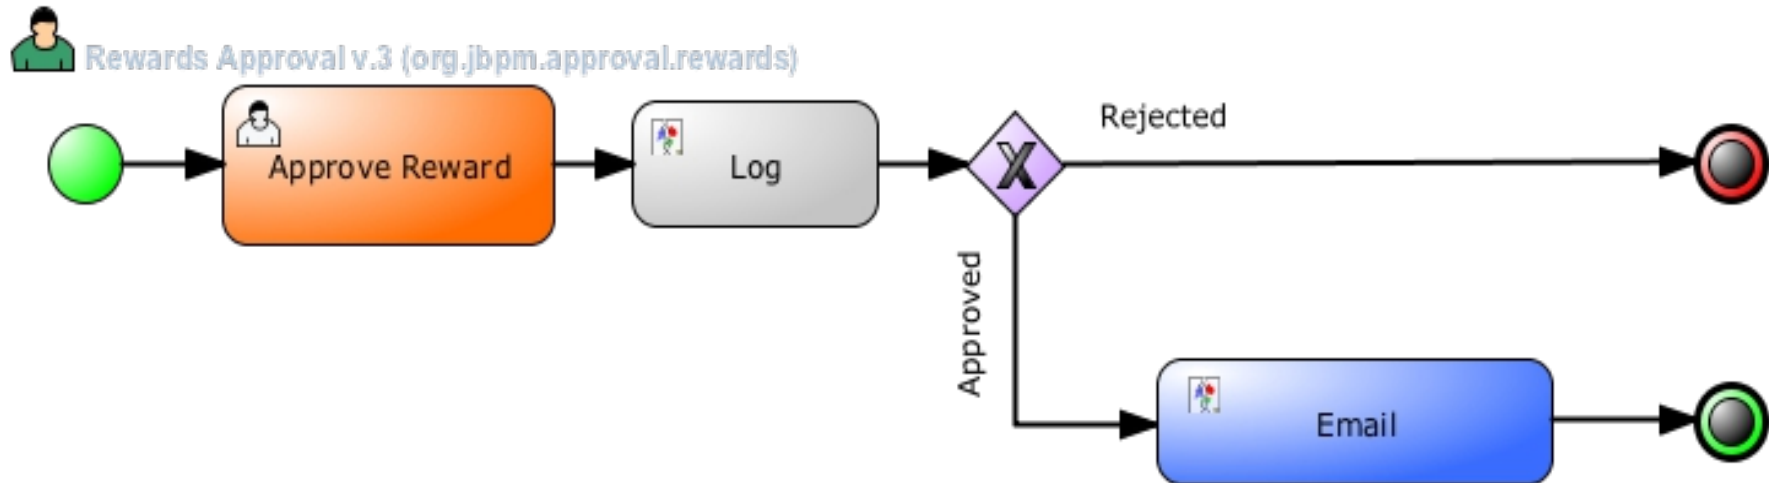 Rewards Approval v.3 (org.jbpm.approval.rewards)
Approve Reward
Log
X
Rejected
Approved
Email